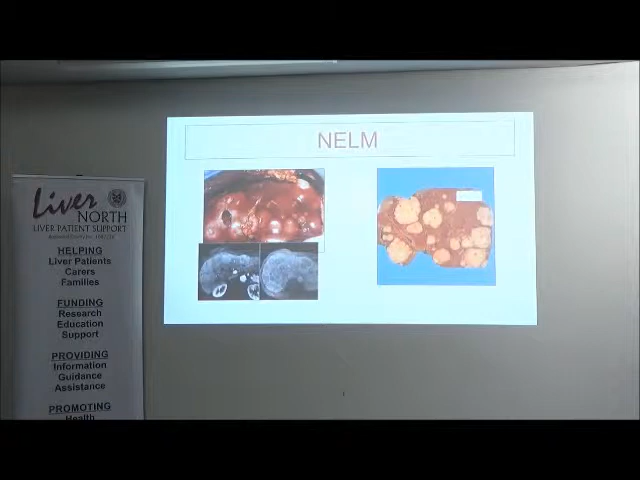 NELM
Liver
NORTH
LIVER PATIENT SUPPORT
HELPING
Liver Patients
Carers
Families
FUNDING
Research
Education
Support
PROVIDING
Information
Guidance
Assistance
PROMOTING
Health